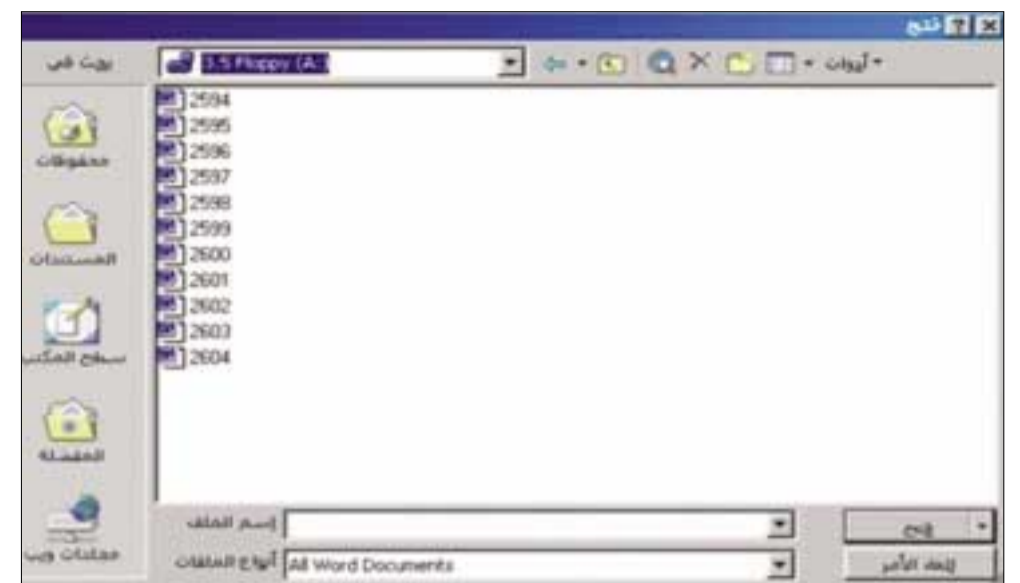 فتح
بحث في
3.5 Floppy (A:)
أدوات
2594
2595
2596
2597
2598
2599
2600
2601
2602
2603
2604
محفوظات
المستندات
سطح المكتب
المفضلة
مجلدات ويب
إسم الملف
فتح
أنواع الملفات
All Word Documents
إلغاء الأمر